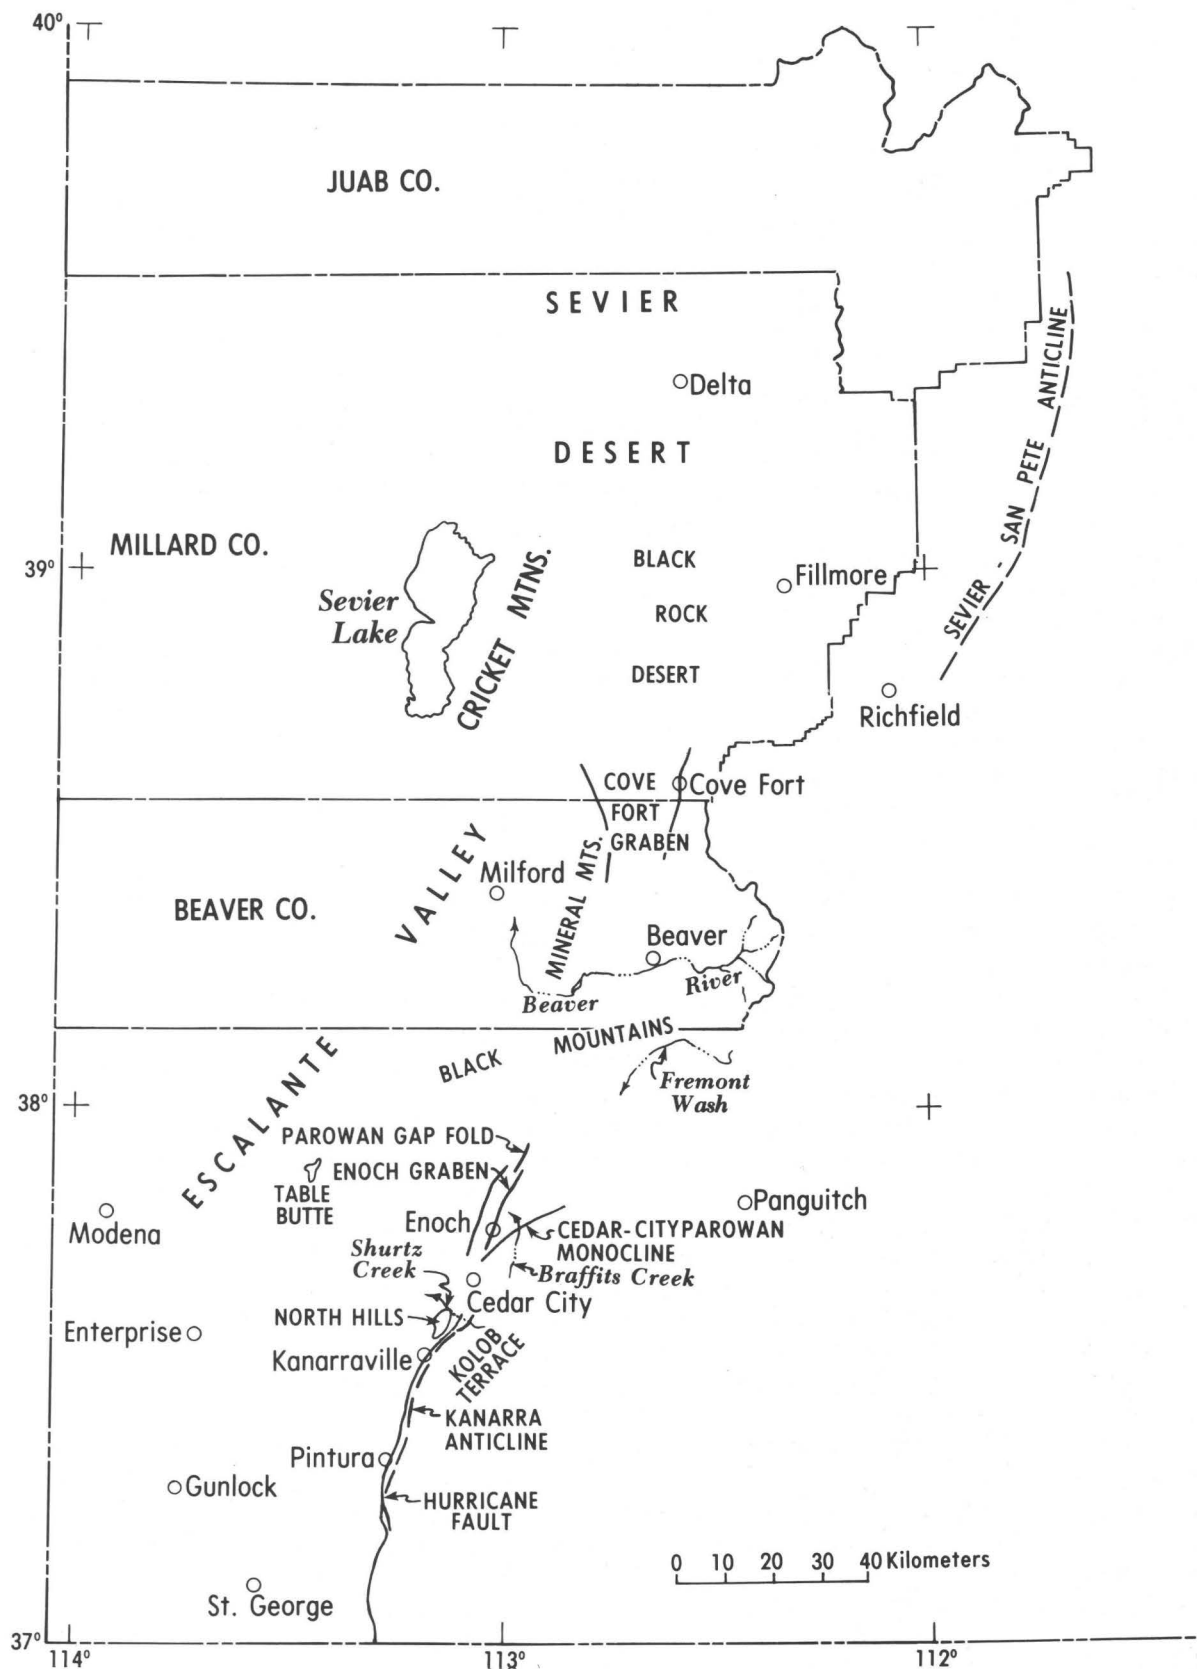 40°
JUAB CO.
SEVIER
Delta
DESERT
SEVIER - SAN PETE ANTICLINE
MILLARD CO.
39°
Sevier
Lake
CRICKET MTNS.
BLACK
ROCK
DESERT
Fillmore
Richfield
COVE
FORT
GRABEN
Cove Fort
VALLEY
Milford
MINERAL MTS.
BEAVER CO.
Beaver
Beaver
River
ESCALANTE
BLACK
MOUNTAINS
Fremont
Wash
38°
PAROWAN GAP FOLD
ENOCH GRABEN
TABLE
BUTTE
Modena
Enoch
Panguitch
CEDAR-CITYPAROWAN
MONOCLINE
Shurtz
Creek
Braffits Creek
Cedar City
NORTH HILLS
Enterprise
Kanarraville
KOLOB
TERRACE
KANARRA
ANTICLINE
Pintura
Gunlock
HURRICANE
FAULT
0 10 20 30 40 Kilometers
St. George
37°
114°
113°
112°